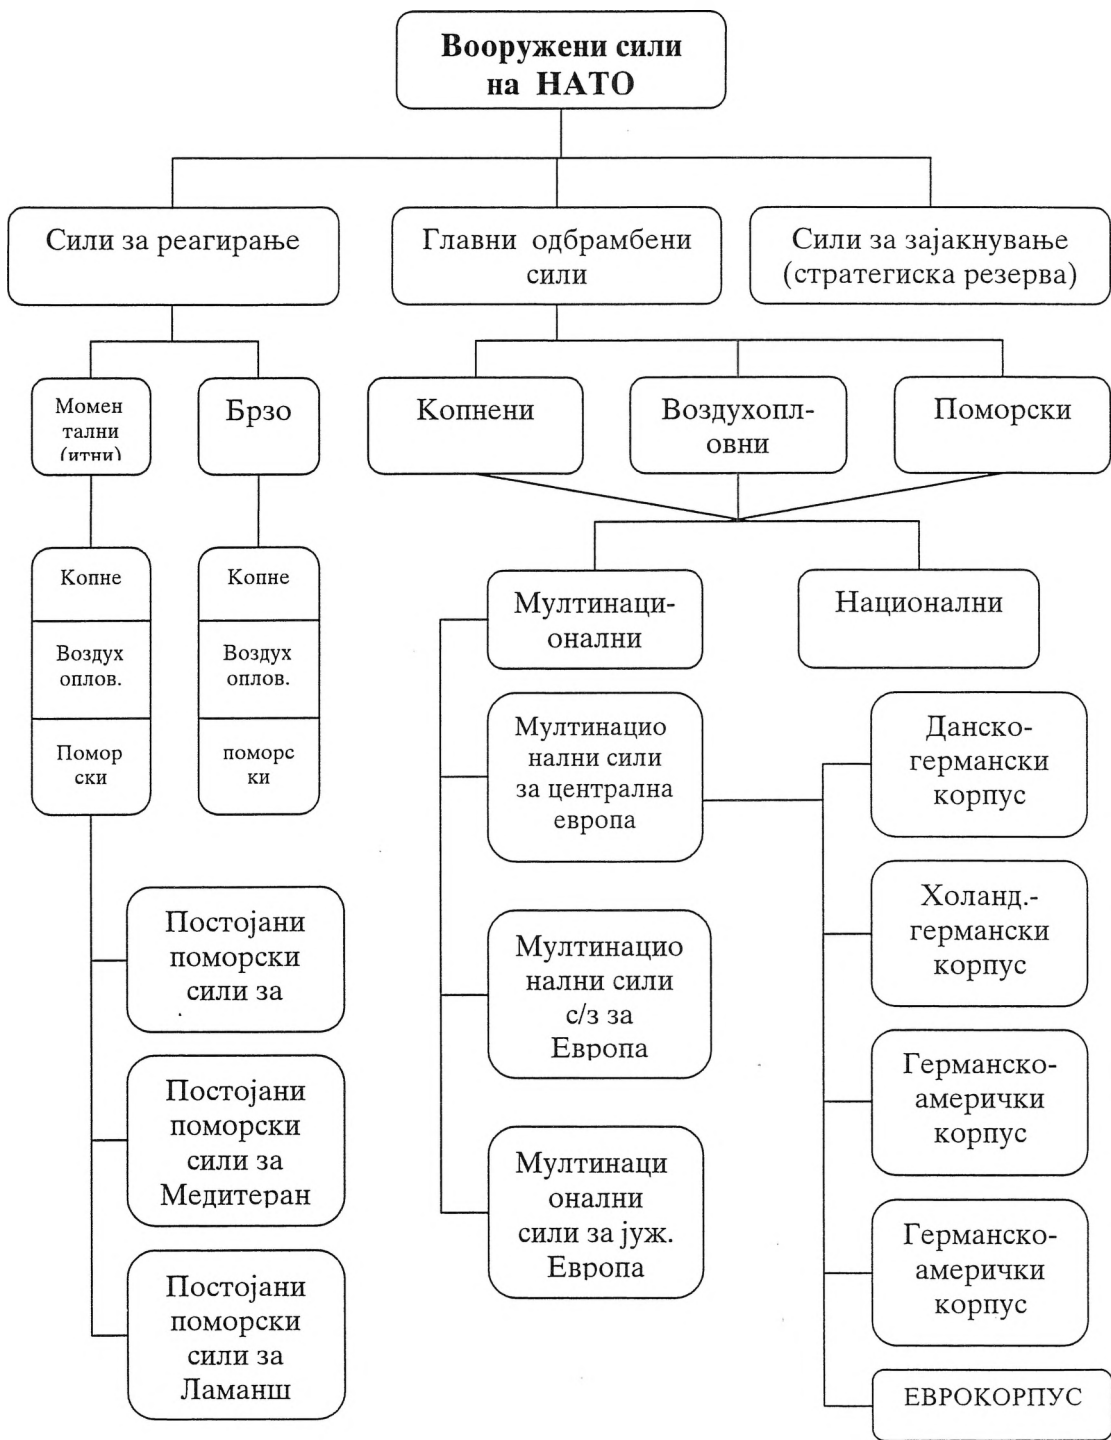 Вооружени сили
на НАТО
Сили за реагирање
Главни одбрамбени
сили
Сили за зајакнување
(стратегиска резерва)
Момен
тални
(итни)
Брзо
Копнени
Воздухопл-
овни
Поморски
Копне
Воздух
оплов.
Помор
ски
Копне
Воздух
оплов.
поморс
ки
Мултинаци-
онални
Национални
Мултинацио
нални сили
за централна
европа
Мултинацио
нални сили
с/з за
Европа
Мултинаци
онални
сили за јуж.
Европа
Данско-
германски
корпус
Холанд.-
германски
корпус
Германско-
американски
корпус
Германско-
американски
корпус
ЕВРОКОРПУС
Постојани
поморски
сили за
Постојани
поморски
сили за
Медитеран
Постојани
поморски
сили за
Ламанш